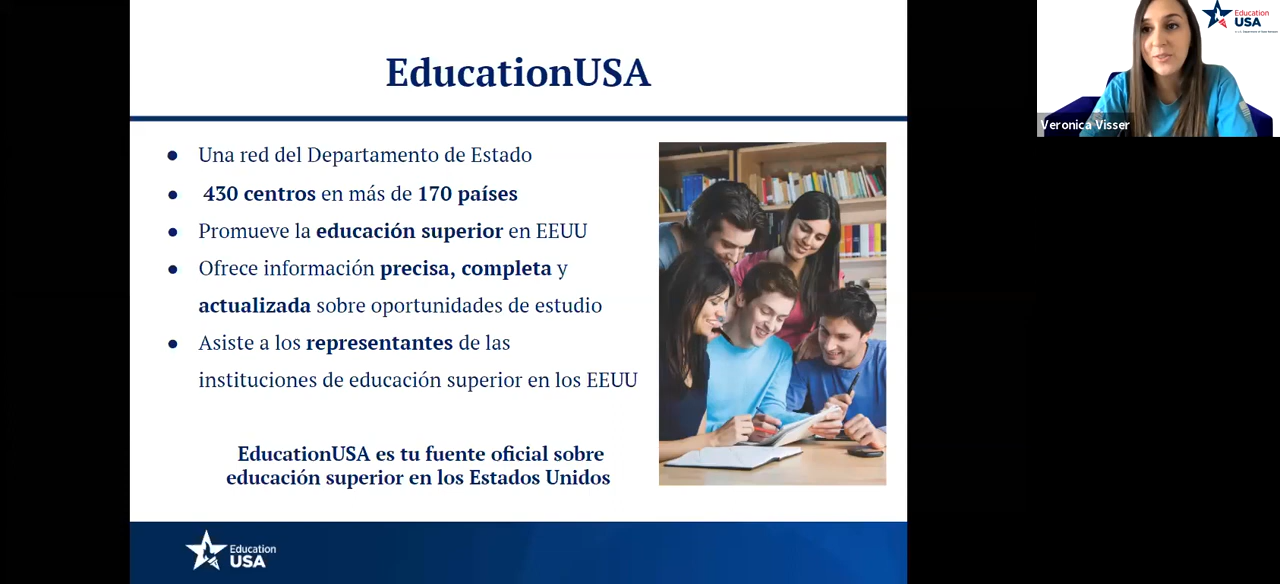 EducationUSA
Una red del Departamento de Estado
430 centros en más de 170 países
Promueve la educación superior en EEUU
Ofrece información precisa, completa y
actualizada sobre oportunidades de estudio
Asiste a los representantes de las
instituciones de educación superior en los EEUU
EducationUSA es tu fuente oficial sobre
educación superior en los Estados Unidos
Education
USA
Education
USA
Veronica Visser